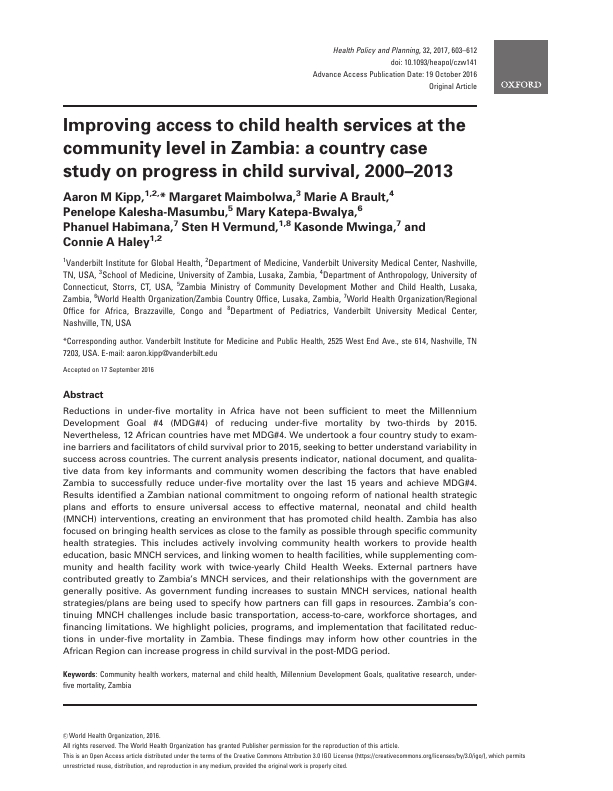 Health Policy and Planning, 32, 2017, 603–612
doi: 10.1093/heapol/czw141
Advance Access Publication Date: 19 October 2016
Original Article
OXFORD
Improving access to child health services at the
community level in Zambia: a country case
study on progress in child survival, 2000–2013
Aaron M Kipp,1,2,* Margaret Maimbolwa,3 Marie A Brault,4
Penelope Kalesha-Masumbu,5 Mary Katepa-Bwalya,6
Phanuel Habimana,7 Sten H Vermund,1,8 Kasonde Mwinga,7 and
Connie A Haley1,2
1Vanderbilt Institute for Global Health, 2Department of Medicine, Vanderbilt University Medical Center, Nashville,
TN, USA, 3School of Medicine, University of Zambia, Lusaka, Zambia, 4Department of Anthropology, University of
Connecticut, Storrs, CT, USA, 5Zambia Ministry of Community Development Mother and Child Health, Lusaka,
Zambia, 6World Health Organization/Zambia Country Office, Lusaka, Zambia, 7World Health Organization/Regional
Office for Africa, Brazzaville, Congo and 8Department of Pediatrics, Vanderbilt University Medical Center,
Nashville, TN, USA
*Corresponding author. Vanderbilt Institute for Medicine and Public Health, 2525 West End Ave., ste 614, Nashville, TN
7203, USA. E-mail: aaron.kipp@vanderbilt.edu
Accepted on 17 September 2016
Abstract
Reductions in under-five mortality in Africa have not been sufficient to meet the Millennium
Development Goal #4 (MDG#4) of reducing under-five mortality by two-thirds by 2015.
Nevertheless, 12 African countries have met MDG#4. We undertook a four country study to exam-
ine barriers and facilitators of child survival prior to 2015, seeking to better understand variability in
success across countries. The current analysis presents indicator, national document, and qualita-
tive data from key informants and community women describing the factors that have enabled
Zambia to successfully reduce under-five mortality over the last 15 years and achieve MDG#4.
Results identified a Zambian national commitment to ongoing reform of national health strategic
plans and efforts to ensure universal access to effective maternal, neonatal and child health
(MNCH) interventions, creating an environment that has promoted child health. Zambia has also
focused on bringing health services as close to the family as possible through specific community
health strategies. This includes actively involving community health workers to provide health
education, basic MNCH services, and linking women to health facilities, while supplementing com-
munity and health facility work with twice-yearly Child Health Weeks. External partners have
contributed greatly to Zambia's MNCH services, and their relationships with the government are
generally positive. As government funding increases to sustain MNCH services, national health
strategies/plans are being used to specify how partners can fill gaps in resources. Zambia's con-
tinuing MNCH challenges include basic transportation, access-to-care, workforce shortages, and
financing limitations. We highlight policies, programs, and implementation that facilitated reduc-
tions in under-five mortality in Zambia. These findings may inform how other countries in the
African Region can increase progress in child survival in the post-MDG period.
Keywords: Community health workers, maternal and child health, Millennium Development Goals, qualitative research, under-
five mortality, Zambia
© World Health Organization, 2016.
All rights reserved. The World Health Organization has granted Publisher permission for the reproduction of this article.
This is an Open Access article distributed under the terms of the Creative Commons Attribution 3.0 IGO License (https://creativecommons.org/licenses/by/3.0/igo/), which permits
unrestricted reuse, distribution, and reproduction in any medium, provided the original work is properly cited.